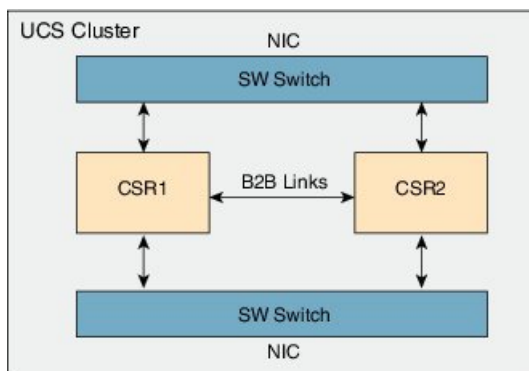 UCS Cluster
NIC
SW Switch
CSR1
B2B Links
CSR2
SW Switch
NIC